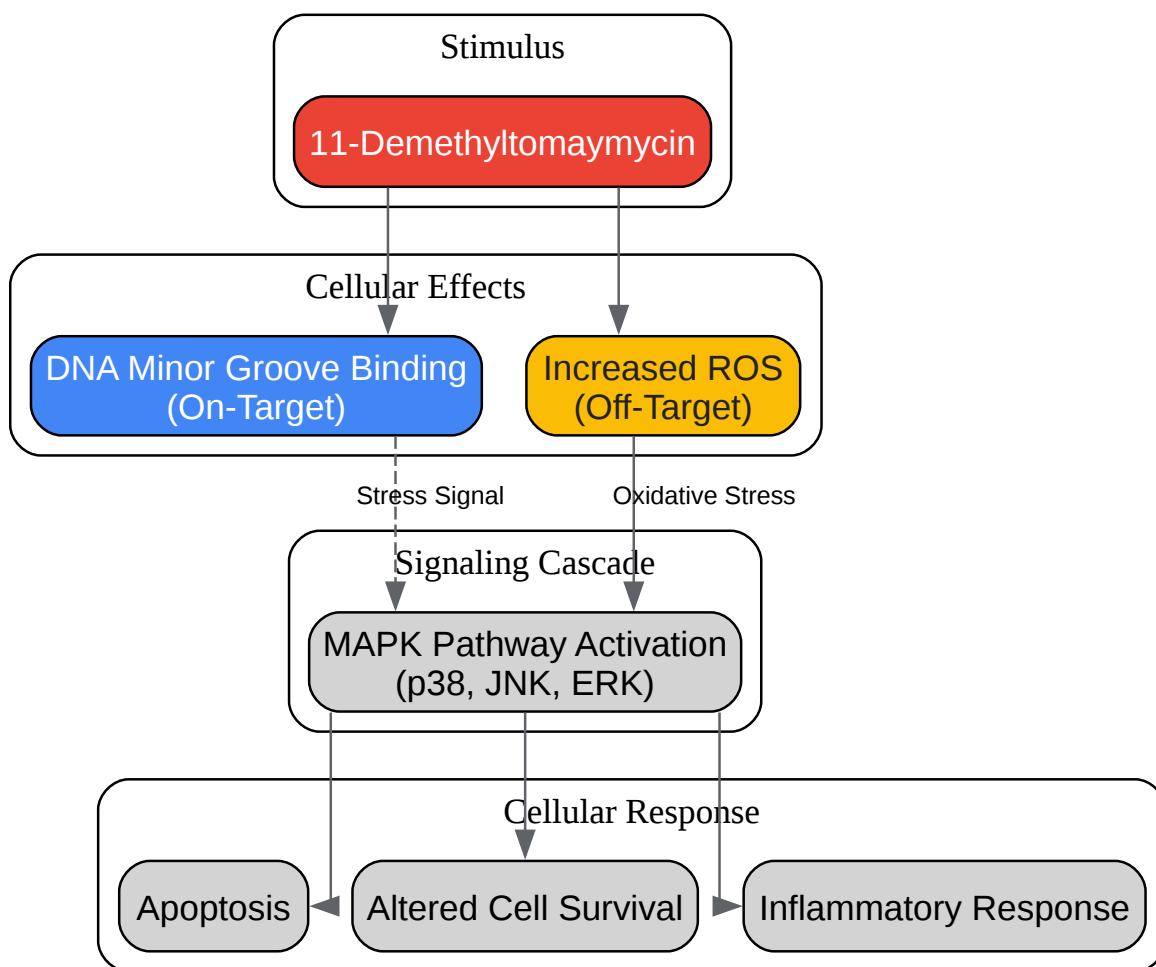 Stimulus
11-Demethyltomaymycin
Cellular Effects
DNA Minor Groove Binding
(On-Target)
Increased ROS
(Off-Target)
Stress Signal
Oxidative Stress
Signaling Cascade
MAPK Pathway Activation
(p38, JNK, ERK)
Cellular Response
Apoptosis
Altered Cell Survival
Inflammatory Response